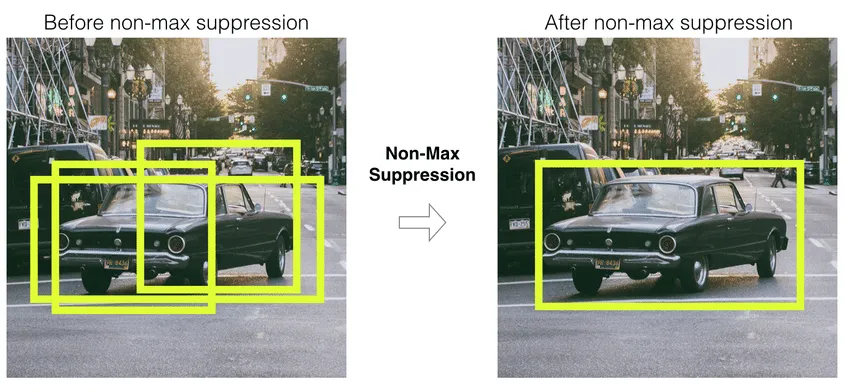 Before non-max suppression
After non-max suppression
Non-Max
Suppression